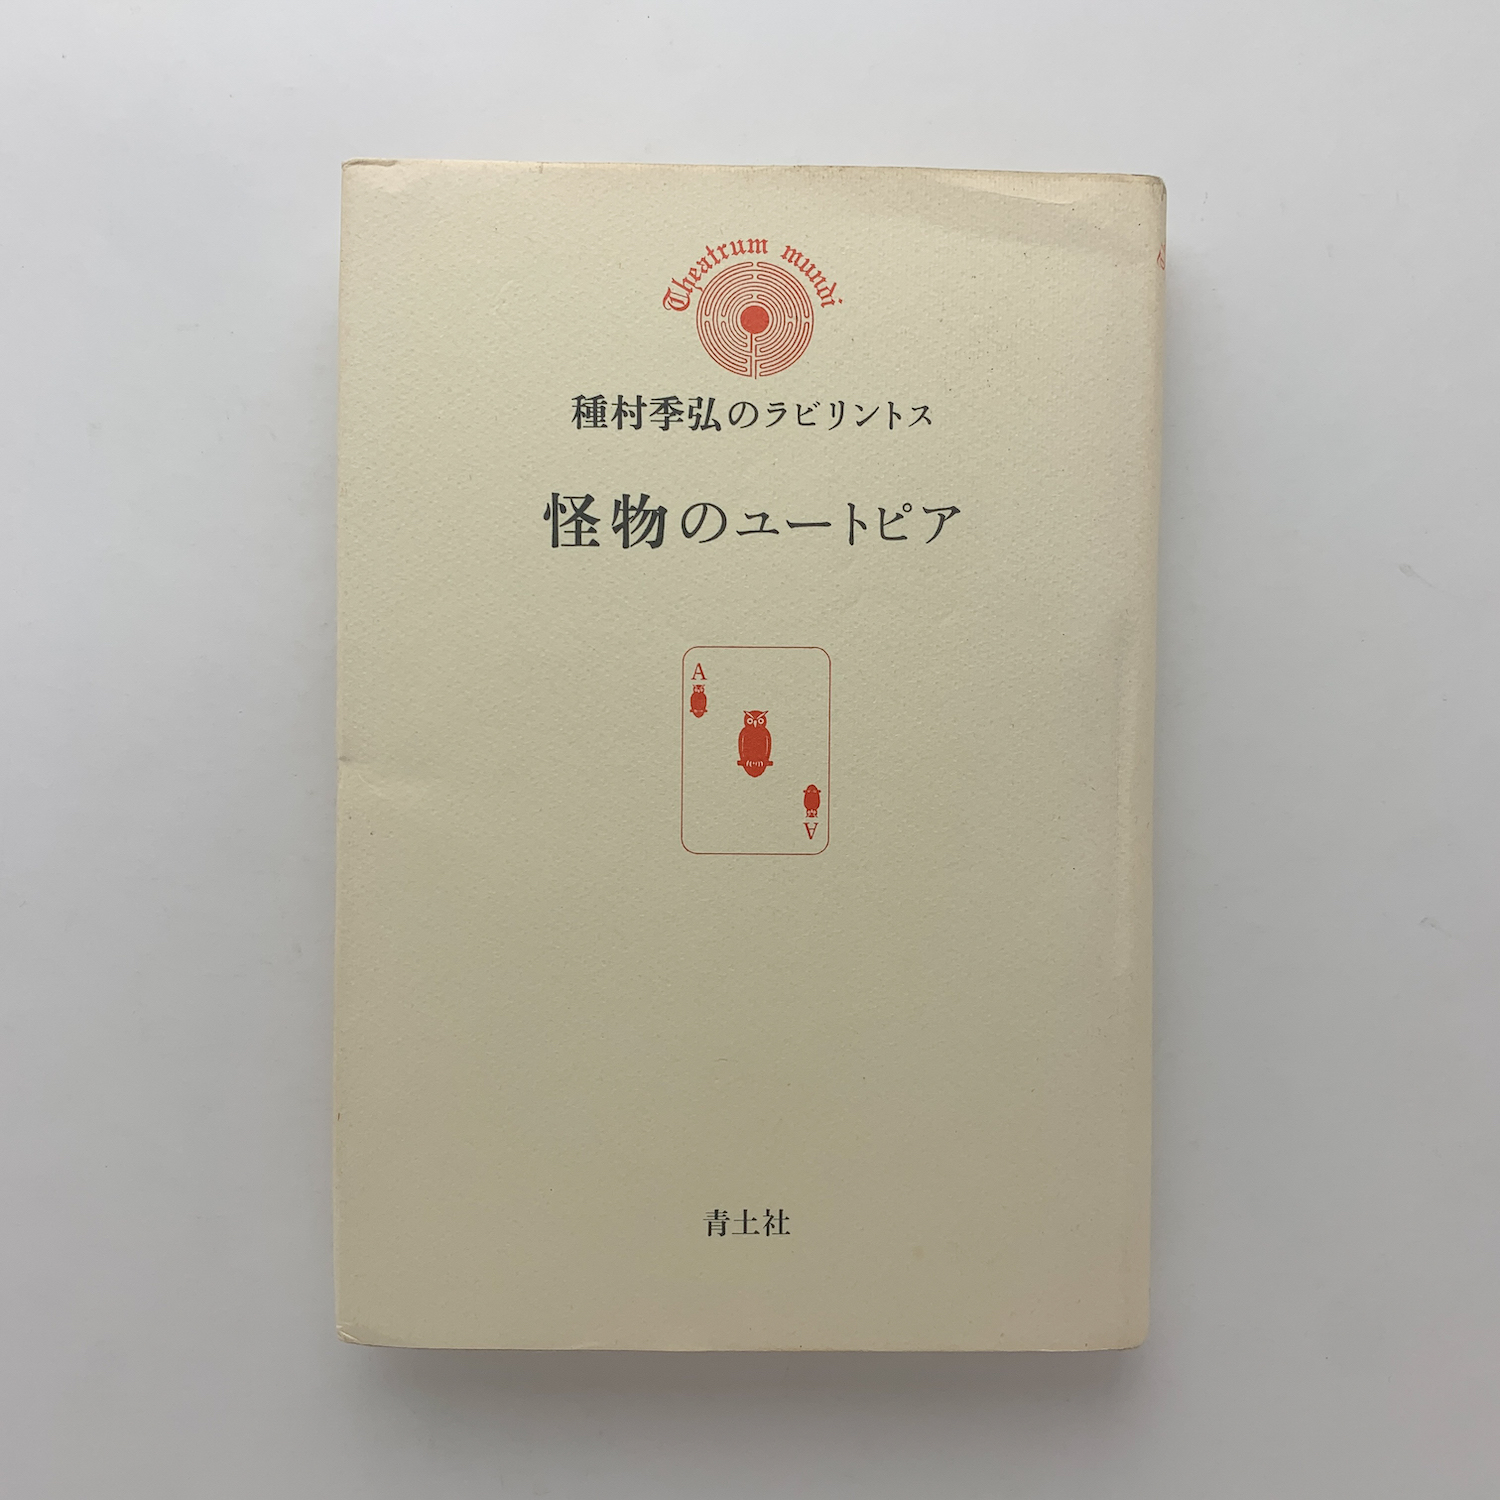 Theatrum mundi
種村季弘のラビリントス
怪物のユートピア
A
A
青土社